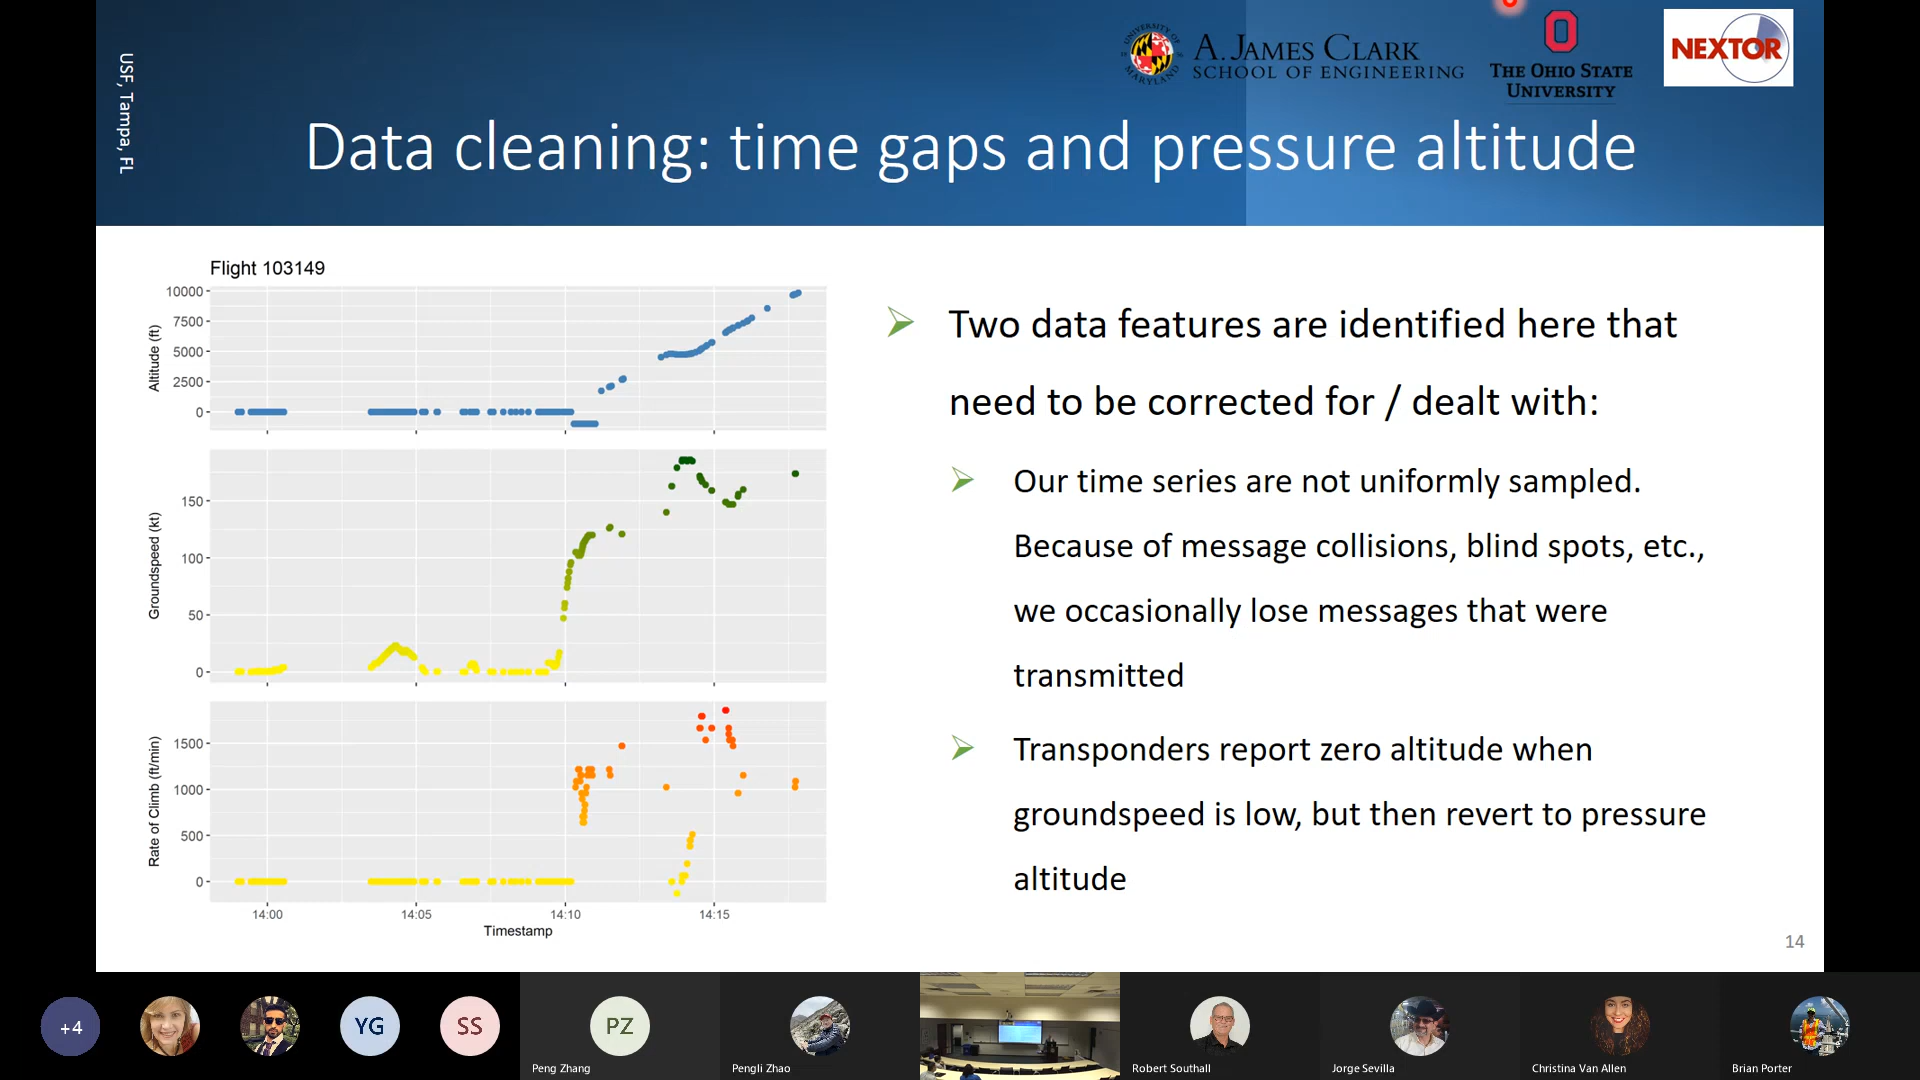 USF, Tampa, FL
UNIVERSITY OF
MARYLAND
A. JAMES CLARK
SCHOOL OF ENGINEERING
THE OHIO STATE
UNIVERSITY
NEXTOR
Data cleaning: time gaps and pressure altitude
Flight 103149
Altitude (ft)
10000
7500
5000
2500
0
Groundspeed (kt)
150
100
50
0
Rate of Climb (ft/min)
1500
1000
500
0
14:00 14:05 14:10 14:15
Timestamp
Two data features are identified here that
need to be corrected for / dealt with:
Our time series are not uniformly sampled.
Because of message collisions, blind spots, etc.,
we occasionally lose messages that were
transmitted
Transponders report zero altitude when
groundspeed is low, but then revert to pressure
altitude
14
+4
YG
SS
PZ
Peng Zhang
Pengli Zhao
Robert Southall
Jorge Sevilla
Christina Van Allen
Brian Porter